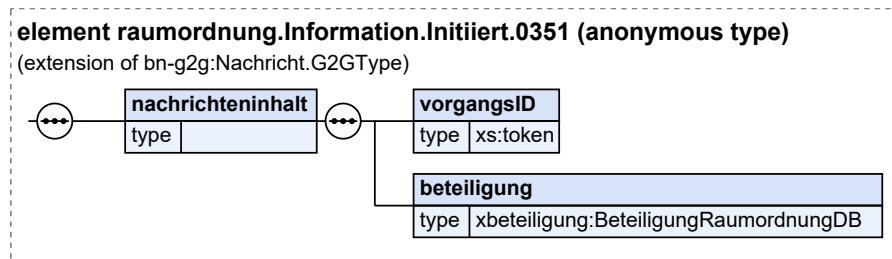 element raumordnung.Information.Initiiert.0351 (anonymous type)
(extension of bn-g2g:Nachricht.G2GType)
nachrichteninhalt
type
vorgangsID
type xs:token
beteiligung
type xbeteiligung:BeteiligungRaumordnungDB